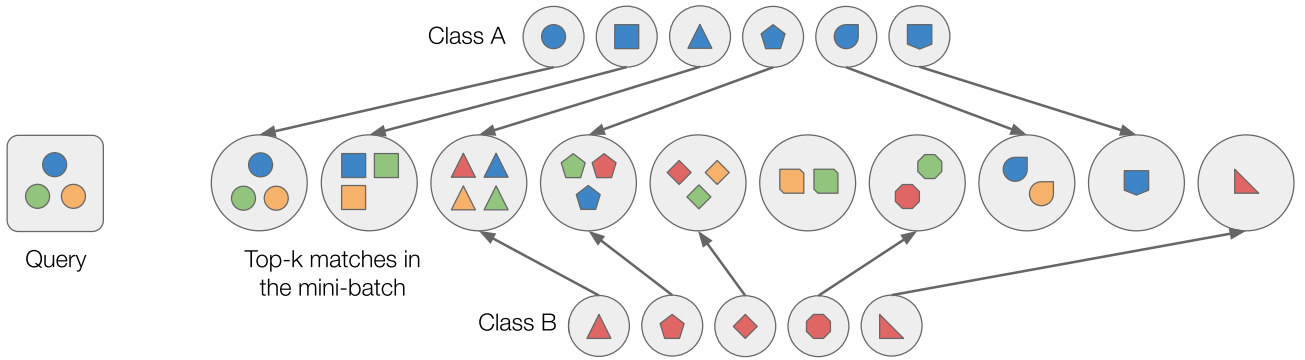 Class A
Query
Top-k matches in
the mini-batch
Class B